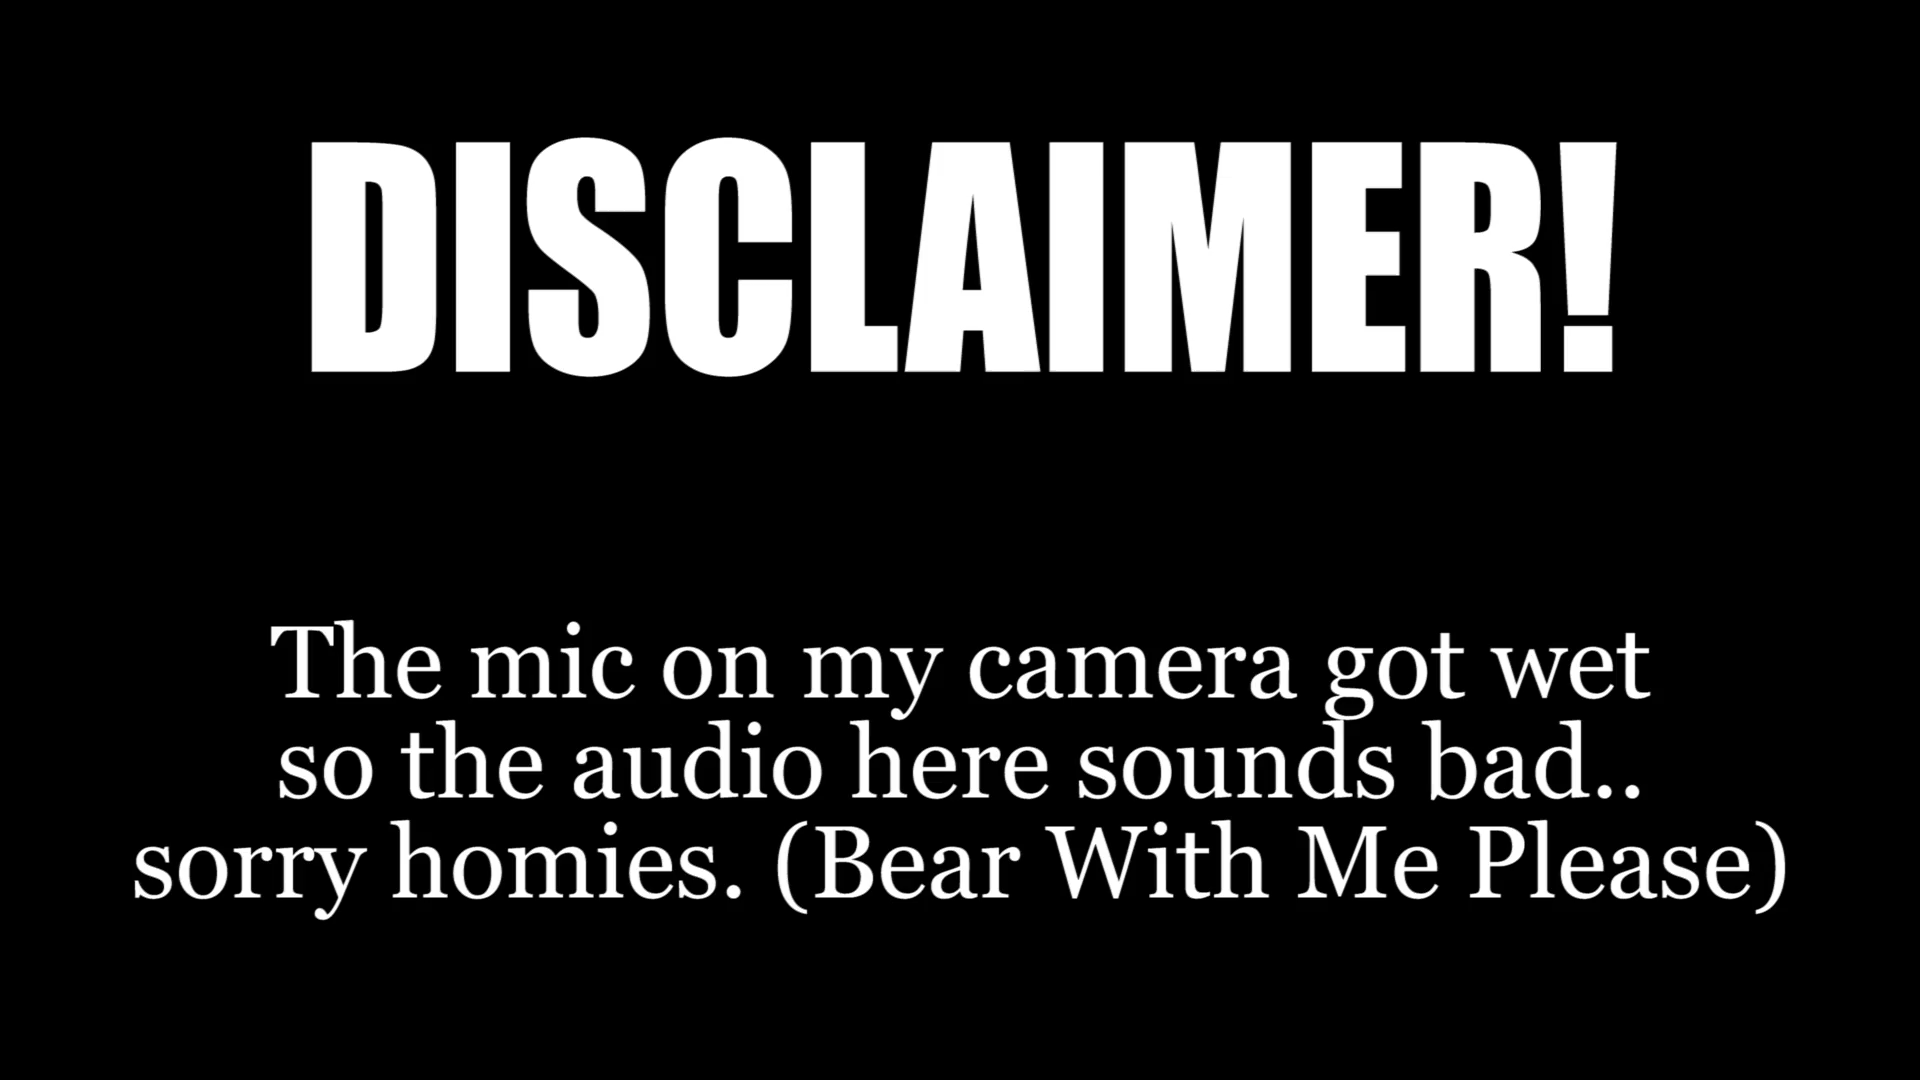 DISCLAIMER!
The mic on my camera got wet
so the audio here sounds bad..
sorry homies. (Bear With Me Please)